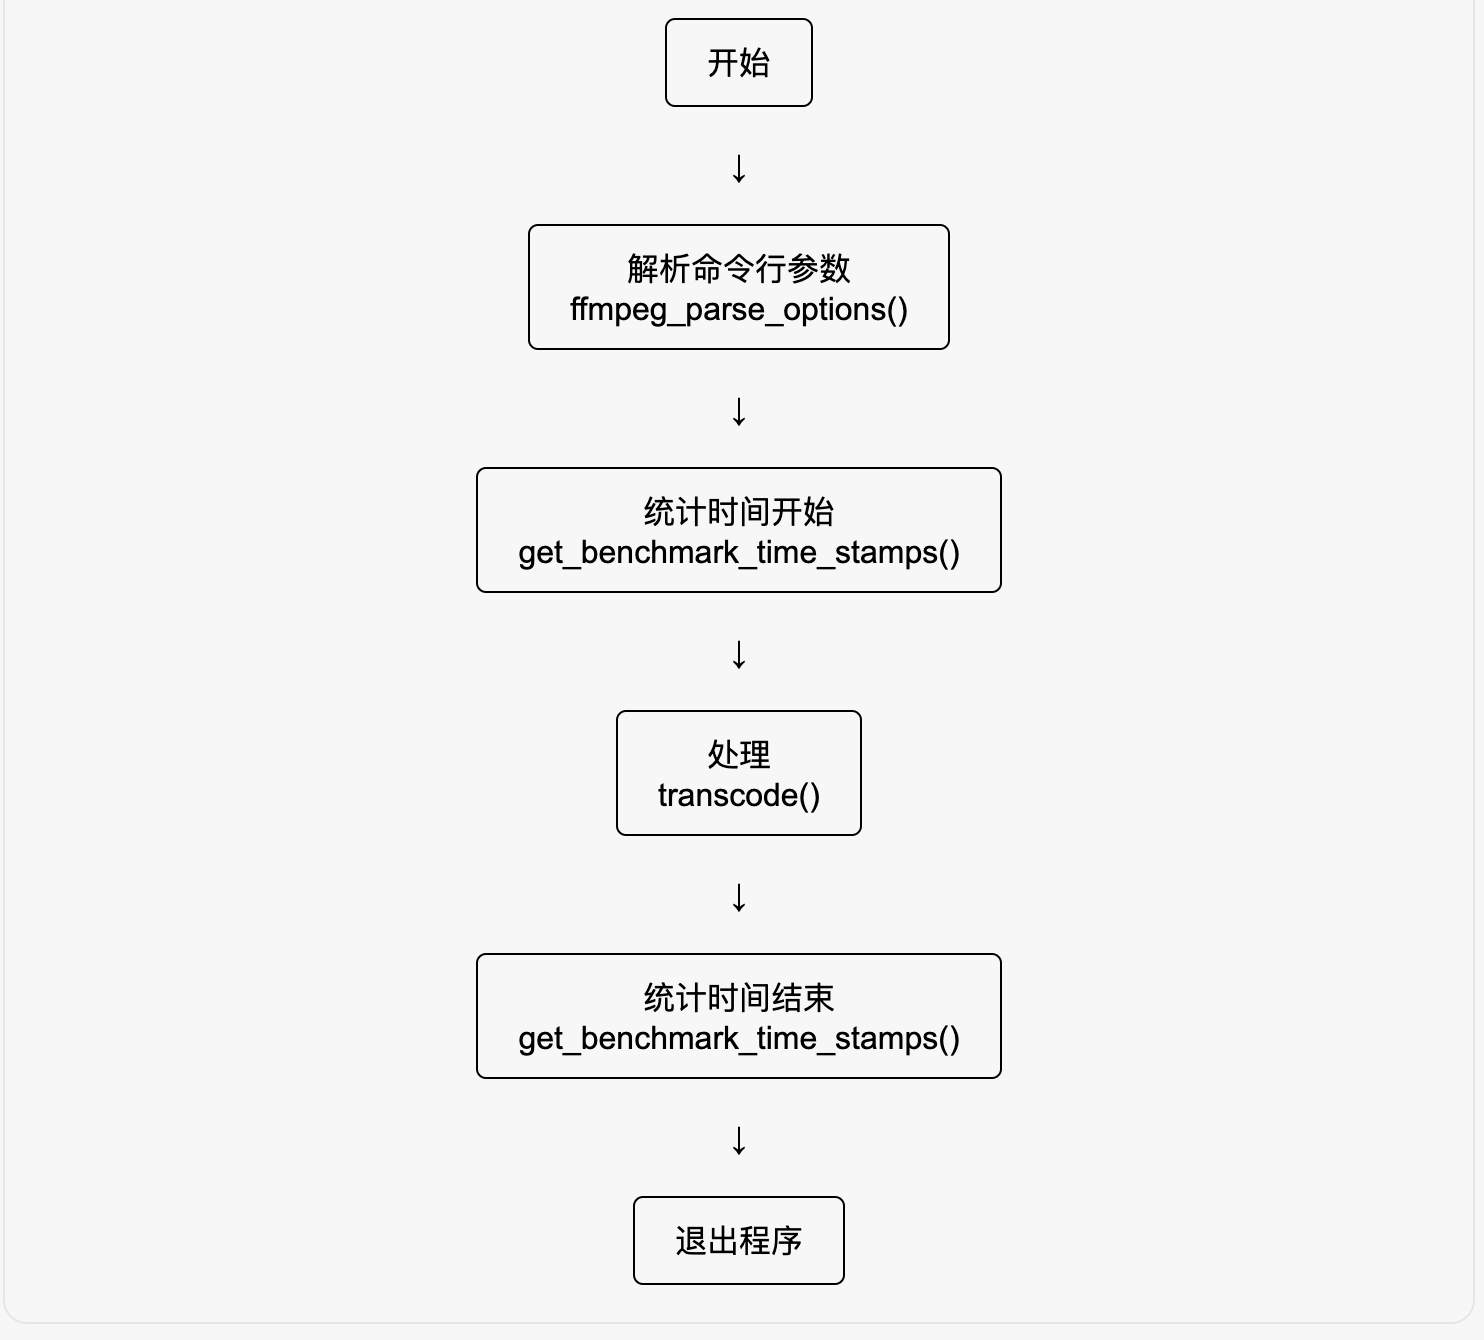 开始
↓
解析命令行参数
ffmpeg_parse_options()
↓
统计时间开始
get_benchmark_time_stamps()
↓
处理
transcode()
↓
统计时间结束
get_benchmark_time_stamps()
↓
退出程序